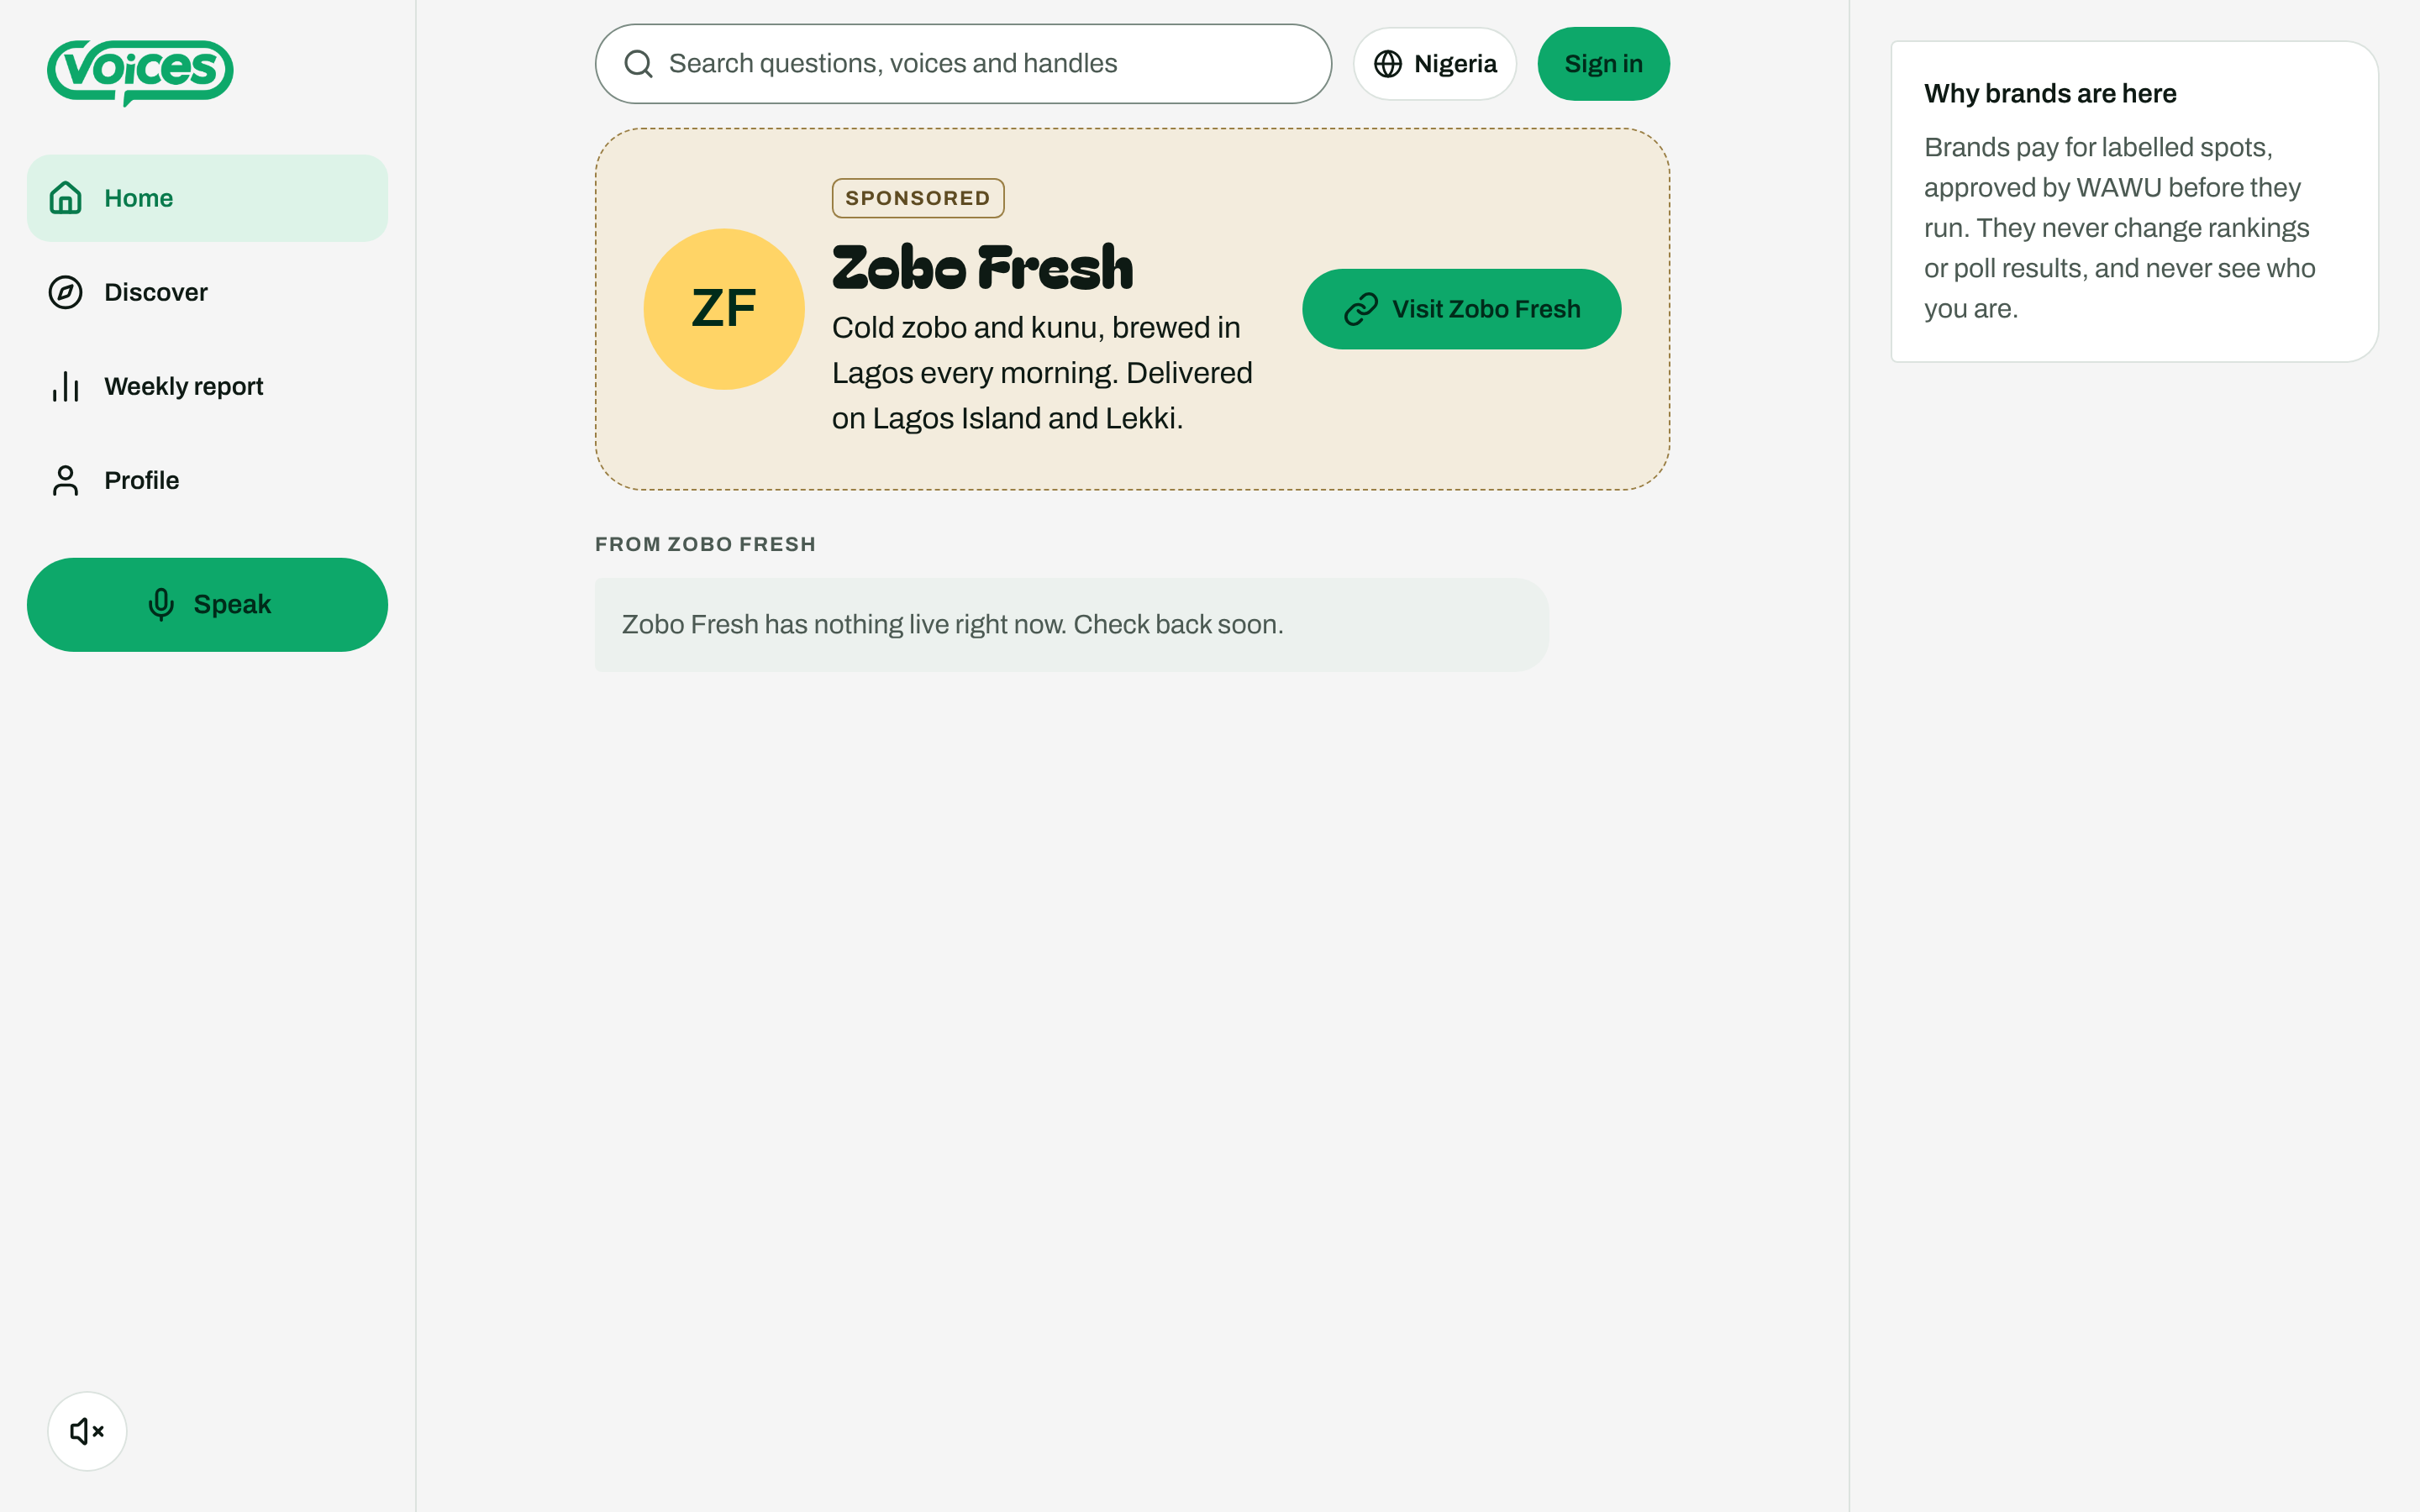 voices
Home
Discover
Weekly report
Profile
Speak
Search questions, voices and handles
Nigeria
Sign in
SPONSORED
ZF
Zobo Fresh
Cold zobo and kunu, brewed in
Lagos every morning. Delivered
on Lagos Island and Lekki.
Visit Zobo Fresh
FROM ZOBO FRESH
Zobo Fresh has nothing live right now. Check back soon.
Why brands are here
Brands pay for labelled spots,
approved by WAWU before they
run. They never change rankings
or poll results, and never see who
you are.